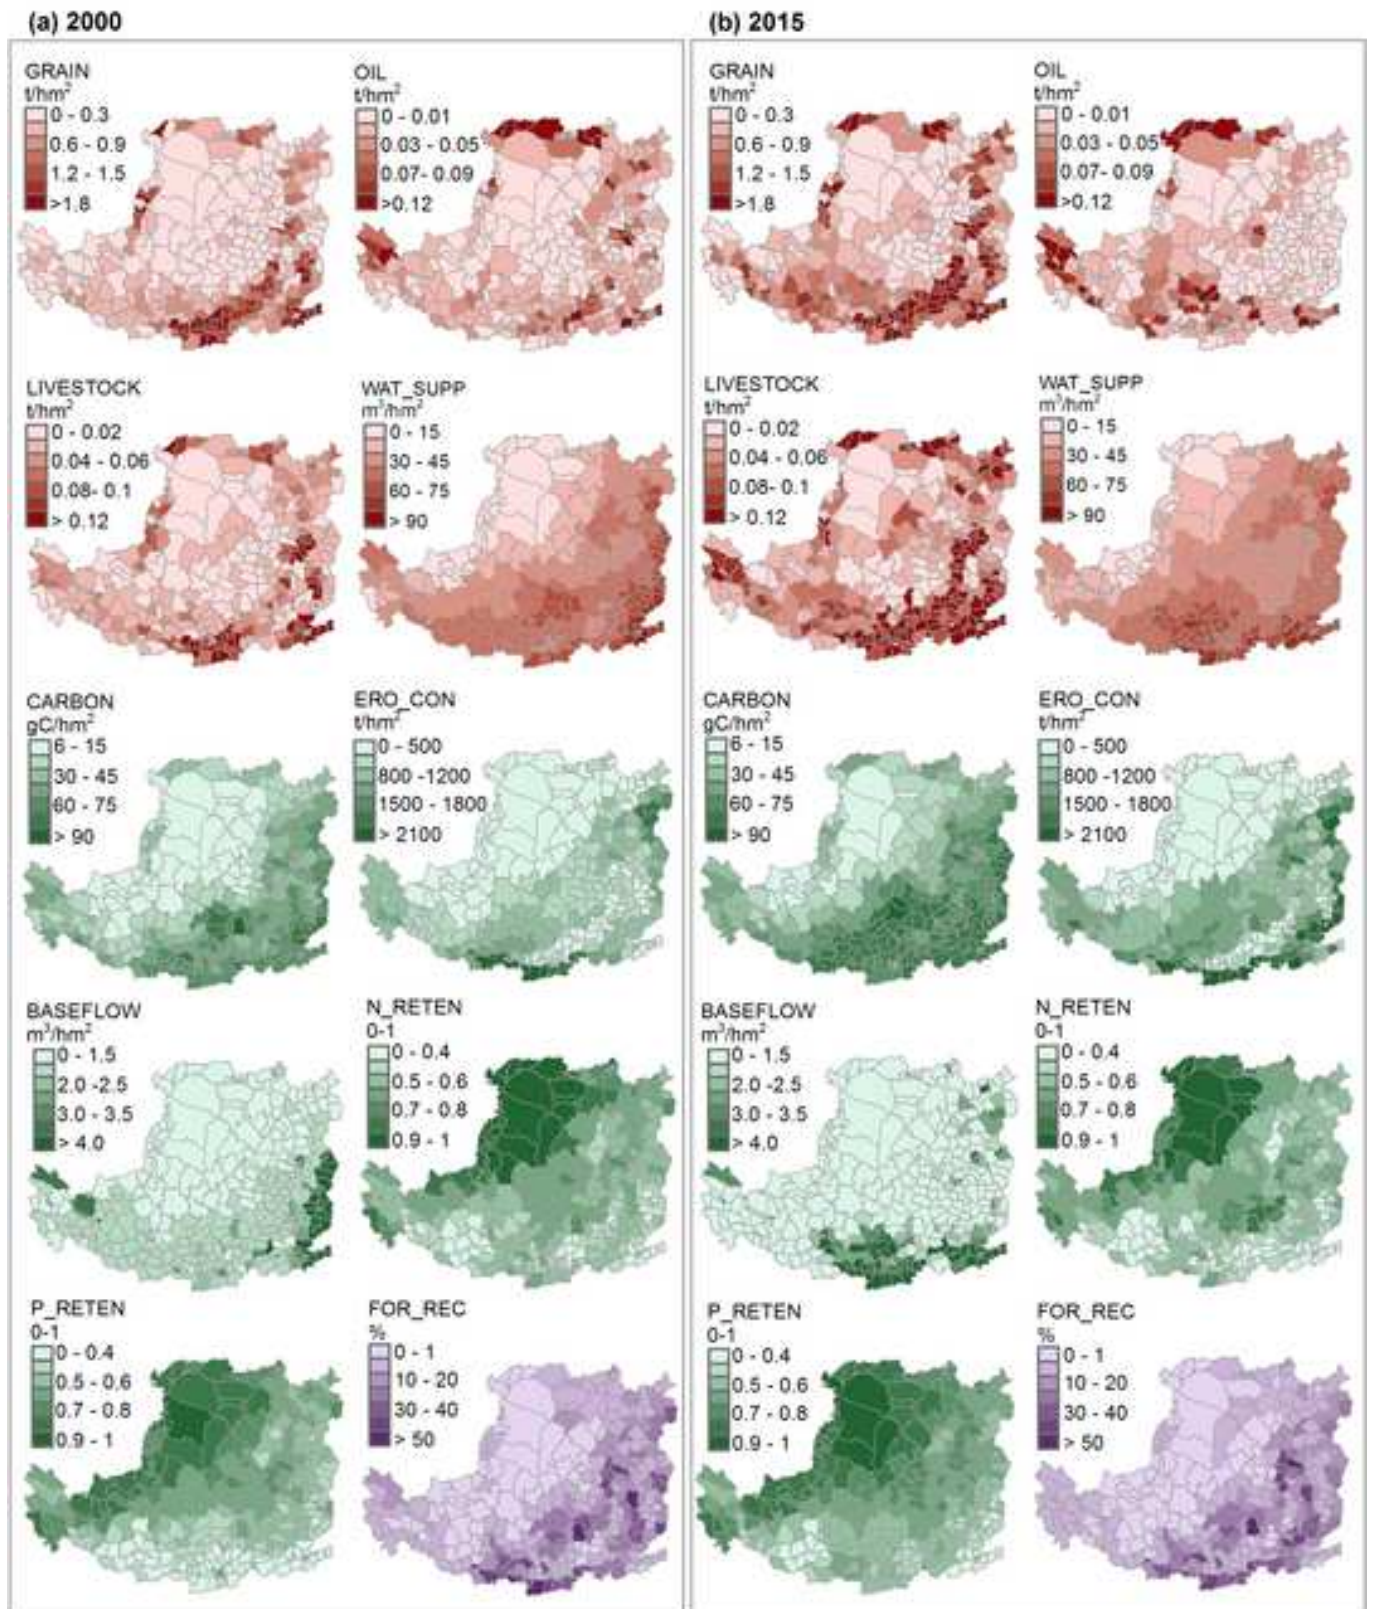 (a) 2000
GRAIN
t/hm²
0 - 0.3
0.6 - 0.9
1.2 - 1.5
>1.8
OIL
t/hm²
0 - 0.01
0.03 - 0.05
0.07- 0.09
>0.12
LIVESTOCK
t/hm²
0 - 0.02
0.04 - 0.06
0.08- 0.1
> 0.12
WAT_SUPP
m³/hm²
0 - 15
30 - 45
60 - 75
> 90
CARBON
gC/hm²
6 - 15
30 - 45
60 - 75
> 90
ERO_CON
t/hm²
0 - 500
800 -1200
1500 - 1800
> 2100
BASEFLOW
m³/hm²
0 - 1.5
2.0 -2.5
3.0 - 3.5
> 4.0
N_RETEN
0-1
0 - 0.4
0.5 - 0.6
0.7 - 0.8
0.9 - 1
P_RETEN
0-1
0 - 0.4
0.5 - 0.6
0.7 - 0.8
0.9 - 1
FOR_REC
%
0 - 1
10 - 20
30 - 40
> 50
(b) 2015
GRAIN
t/hm²
0 - 0.3
0.6 - 0.9
1.2 - 1.5
>1.8
OIL
t/hm²
0 - 0.01
0.03 - 0.05
0.07- 0.09
>0.12
LIVESTOCK
t/hm²
0 - 0.02
0.04 - 0.06
0.08- 0.1
> 0.12
WAT_SUPP
m³/hm²
0 - 15
30 - 45
60 - 75
> 90
CARBON
gC/hm²
6 - 15
30 - 45
60 - 75
> 90
ERO_CON
t/hm²
0 - 500
800 -1200
1500 - 1800
> 2100
BASEFLOW
m³/hm²
0 - 1.5
2.0 -2.5
3.0 - 3.5
> 4.0
N_RETEN
0-1
0 - 0.4
0.5 - 0.6
0.7 - 0.8
0.9 - 1
P_RETEN
0-1
0 - 0.4
0.5 - 0.6
0.7 - 0.8
0.9 - 1
FOR_REC
%
0 - 1
10 - 20
30 - 40
> 50